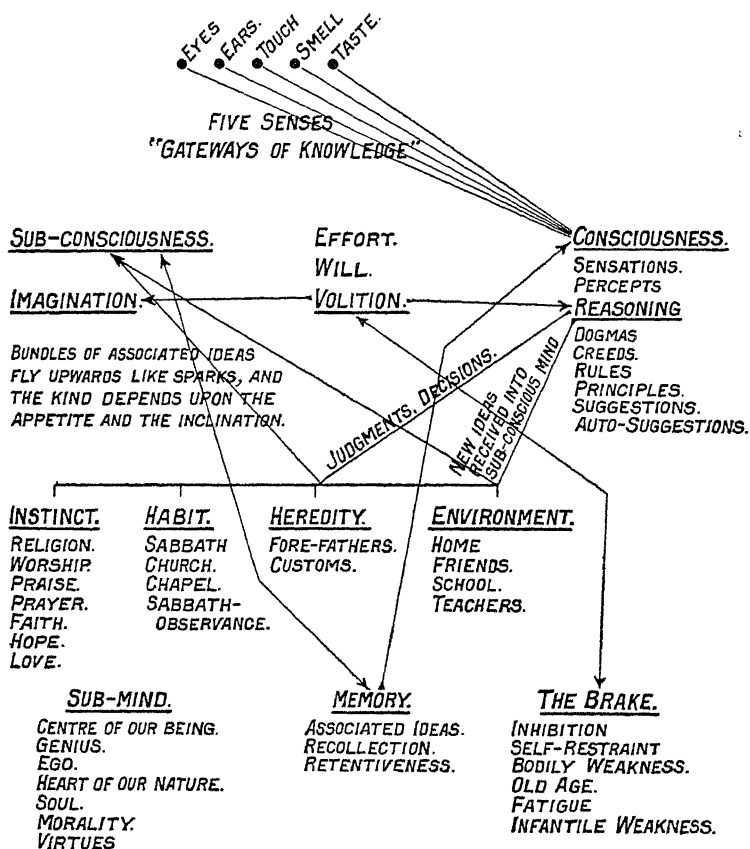 EYES
EARS.
TOUCH
SMELL
TASTE.
FIVE SENSES
"GATEWAYS OF KNOWLEDGE"
SUB-CONSCIOUSNESS.
EFFORT.
WILL.
VOLITION.
CONSCIOUSNESS.
SENSATIONS.
PERCEPTS
REASONING
DOGMAS
CREEDS.
RULES
PRINCIPLES.
SUGGESTIONS.
AUTO-SUGGESTIONS.
IMAGINATION.
BUNDLES OF ASSOCIATED IDEAS
FLY UPWARDS LIKE SPARKS, AND
THE KIND DEPENDS UPON THE
APPETITE AND THE INCLINATION.
JUDGMENTS, DECISIONS.
NEW IDEAS
RECEIVED INTO
SUB-CONSCIOUS MIND
INSTINCT.
RELIGION.
WORSHIP.
PRAISE.
PRAYER.
FAITH.
HOPE.
LOVE.
HABIT.
SABBATH
CHURCH.
CHAPEL.
SABBATH-
OBSERVANCE.
HEREDITY.
FORE-FATHERS.
CUSTOMS.
ENVIRONMENT.
HOME
FRIENDS.
SCHOOL.
TEACHERS.
SUB-MIND.
CENTRE OF OUR BEING.
GENIUS.
EGO.
HEART OF OUR NATURE.
SOUL.
MORALITY.
VIRTUES
MEMORY.
ASSOCIATED IDEAS.
RECOLLECTION.
RETENTIVENESS.
THE BRAKE.
INHIBITION
SELF-RESTRAINT
BODILY WEAKNESS.
OLD AGE.
FATIGUE
INFANTILE WEAKNESS.